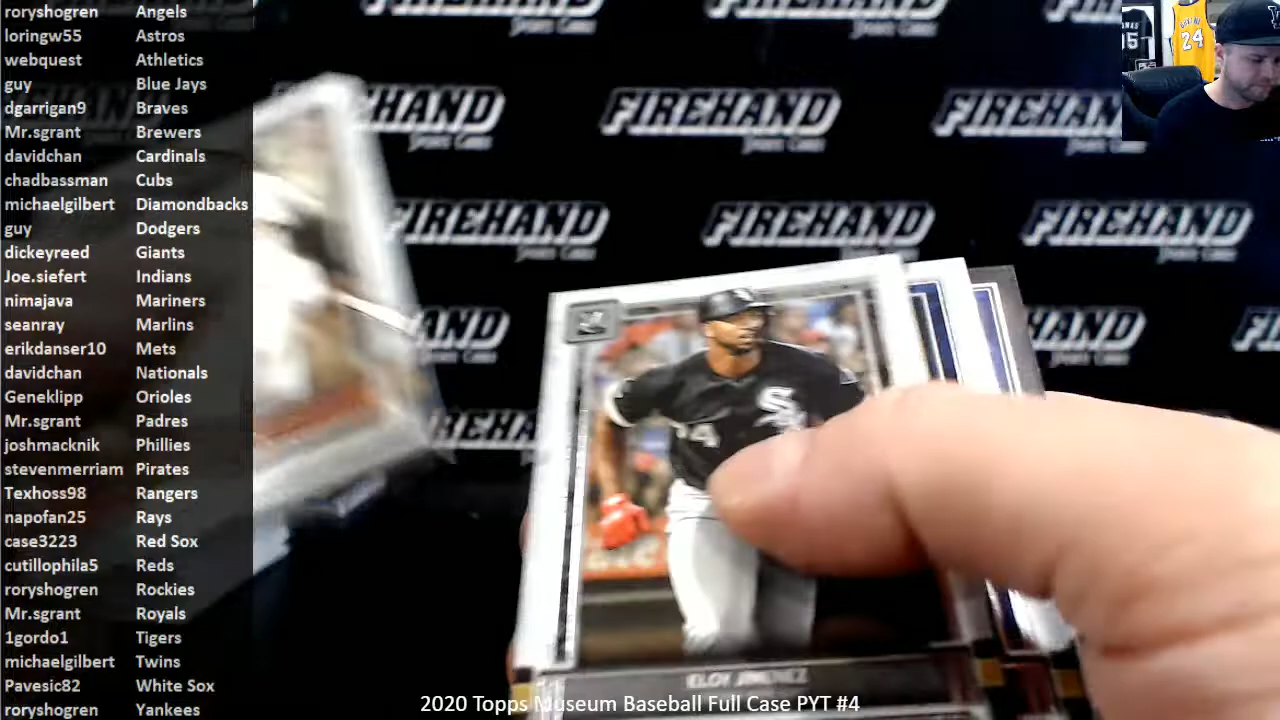 roryshogren Angels
loringw55 Astros
webquest Athletics
guy Blue Jays
dgarrigan9 Braves
Mr.sgrant Brewers
davidchan Cardinals
chadbassman Cubs
michaelgilbert Diamondbacks
guy Dodgers
dickeyreed Giants
Joe.siefert Indians
nimajava Mariners
seanray Marlins
erikdanser10 Mets
davidchan Nationals
Geneklipp Orioles
Mr.sgrant Padres
joshmacknik Phillies
stevenmerriam Pirates
Texhoss98 Rangers
napofan25 Rays
case3223 Red Sox
cutillophila5 Reds
roryshogren Rockies
Mr.sgrant Royals
1gordo1 Tigers
michaelgilbert Twins
Pavesic82 White Sox
roryshogren Yankees
24
FIREHAND
FIREHAND
FIREHAND
FIREHAND
FIREHAND
ELOY JIMENEZ
2020 Topps Museum Baseball Full Case PYT #4